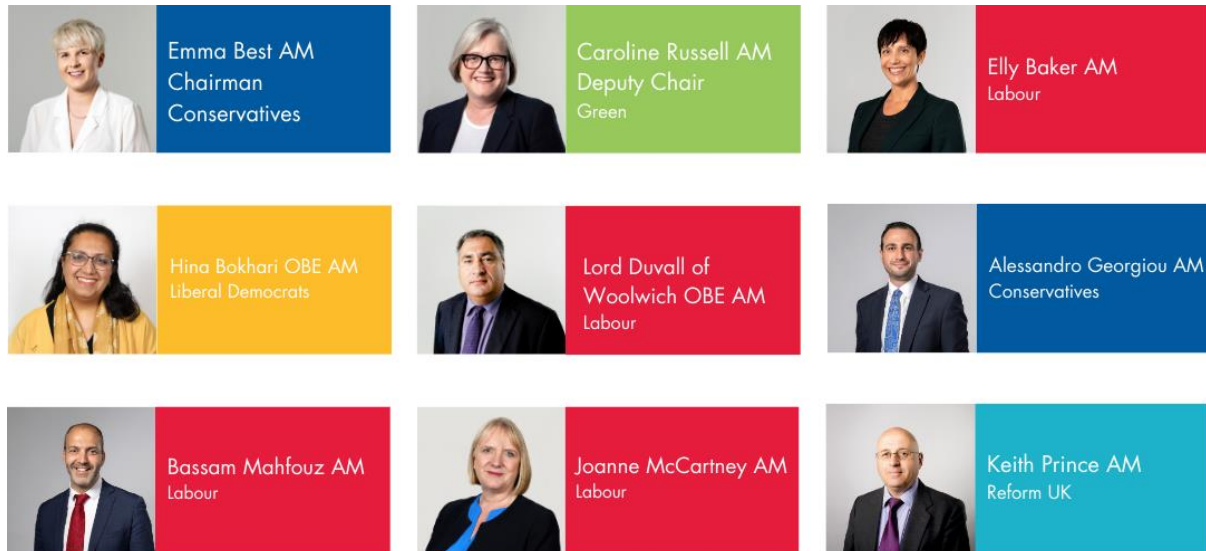 Emma Best AM
Chairman
Conservatives
Caroline Russell AM
Deputy Chair
Green
Elly Baker AM
Labour
Hina Bokhari OBE AM
Liberal Democrats
Lord Duvall of
Woolwich OBE AM
Labour
Alessandro Georgiou AM
Conservatives
Bassam Mahfouz AM
Labour
Joanne McCartney AM
Labour
Keith Prince AM
Reform UK